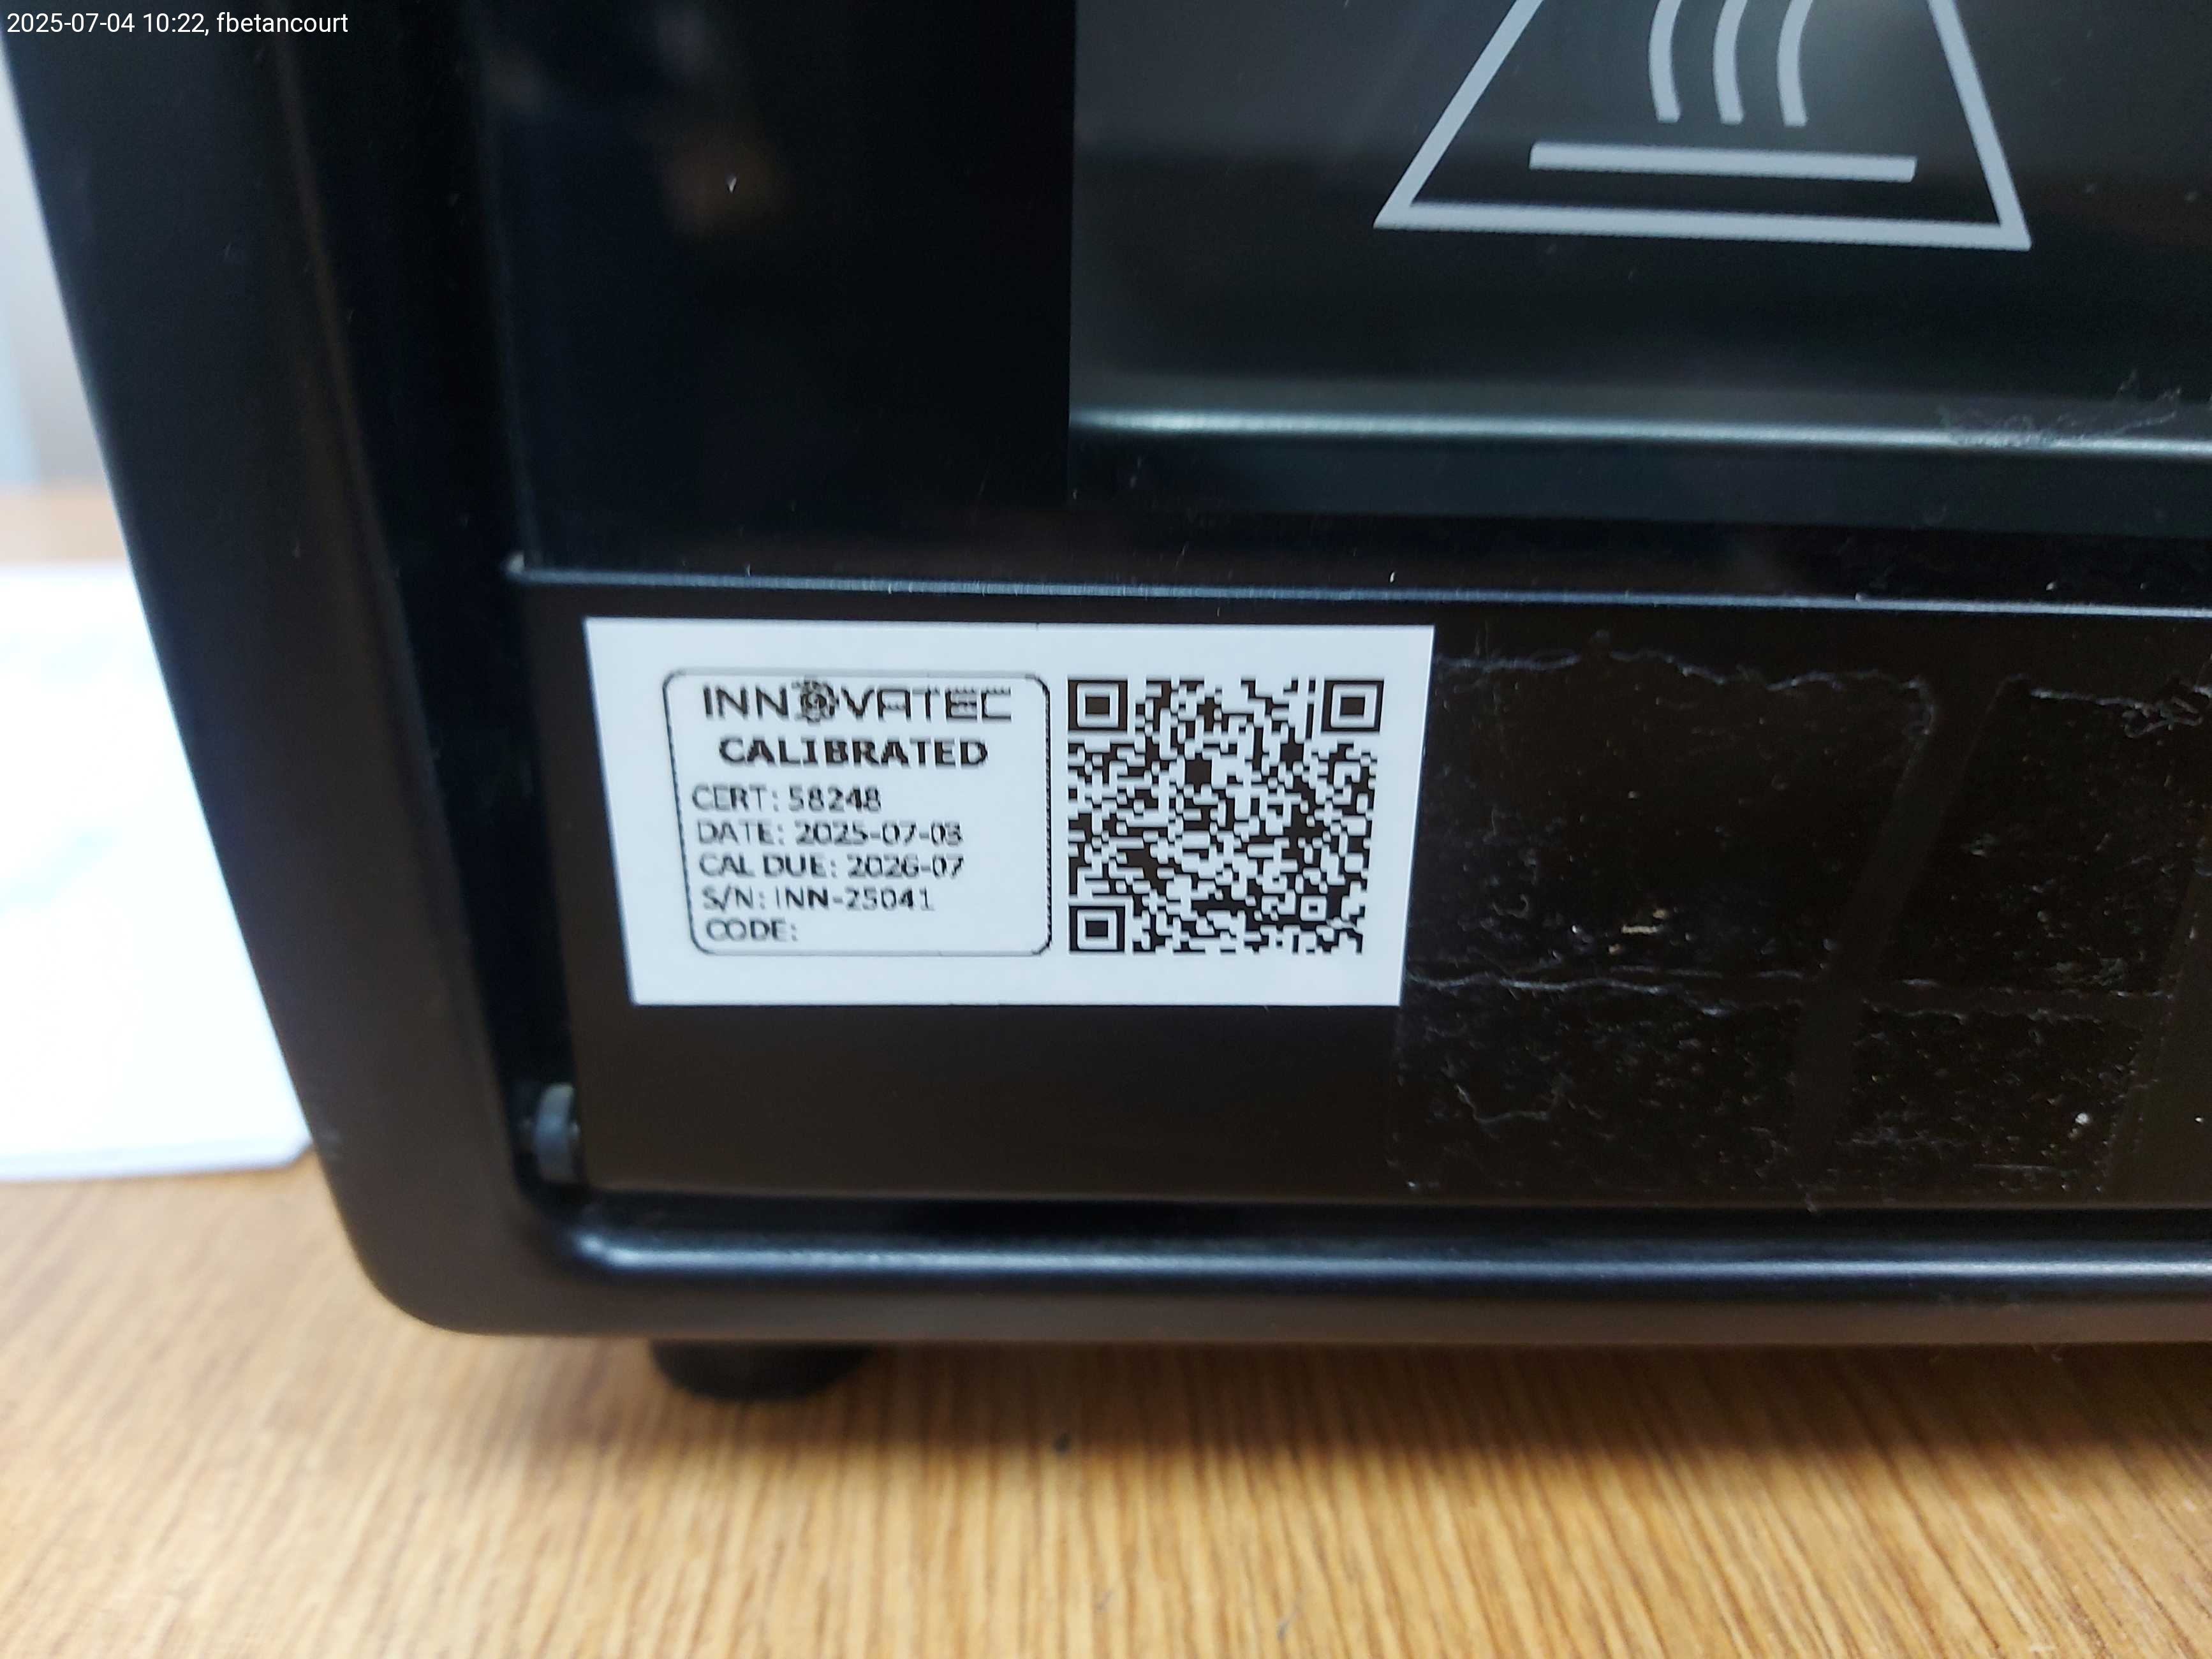 2025-07-04 10:22, fbetancourt
INNOVATEC
CALIBRATED
CERT: 58248
DATE: 2025-07-03
CAL DUE: 2026-07
S/N: INN-25041
CODE: